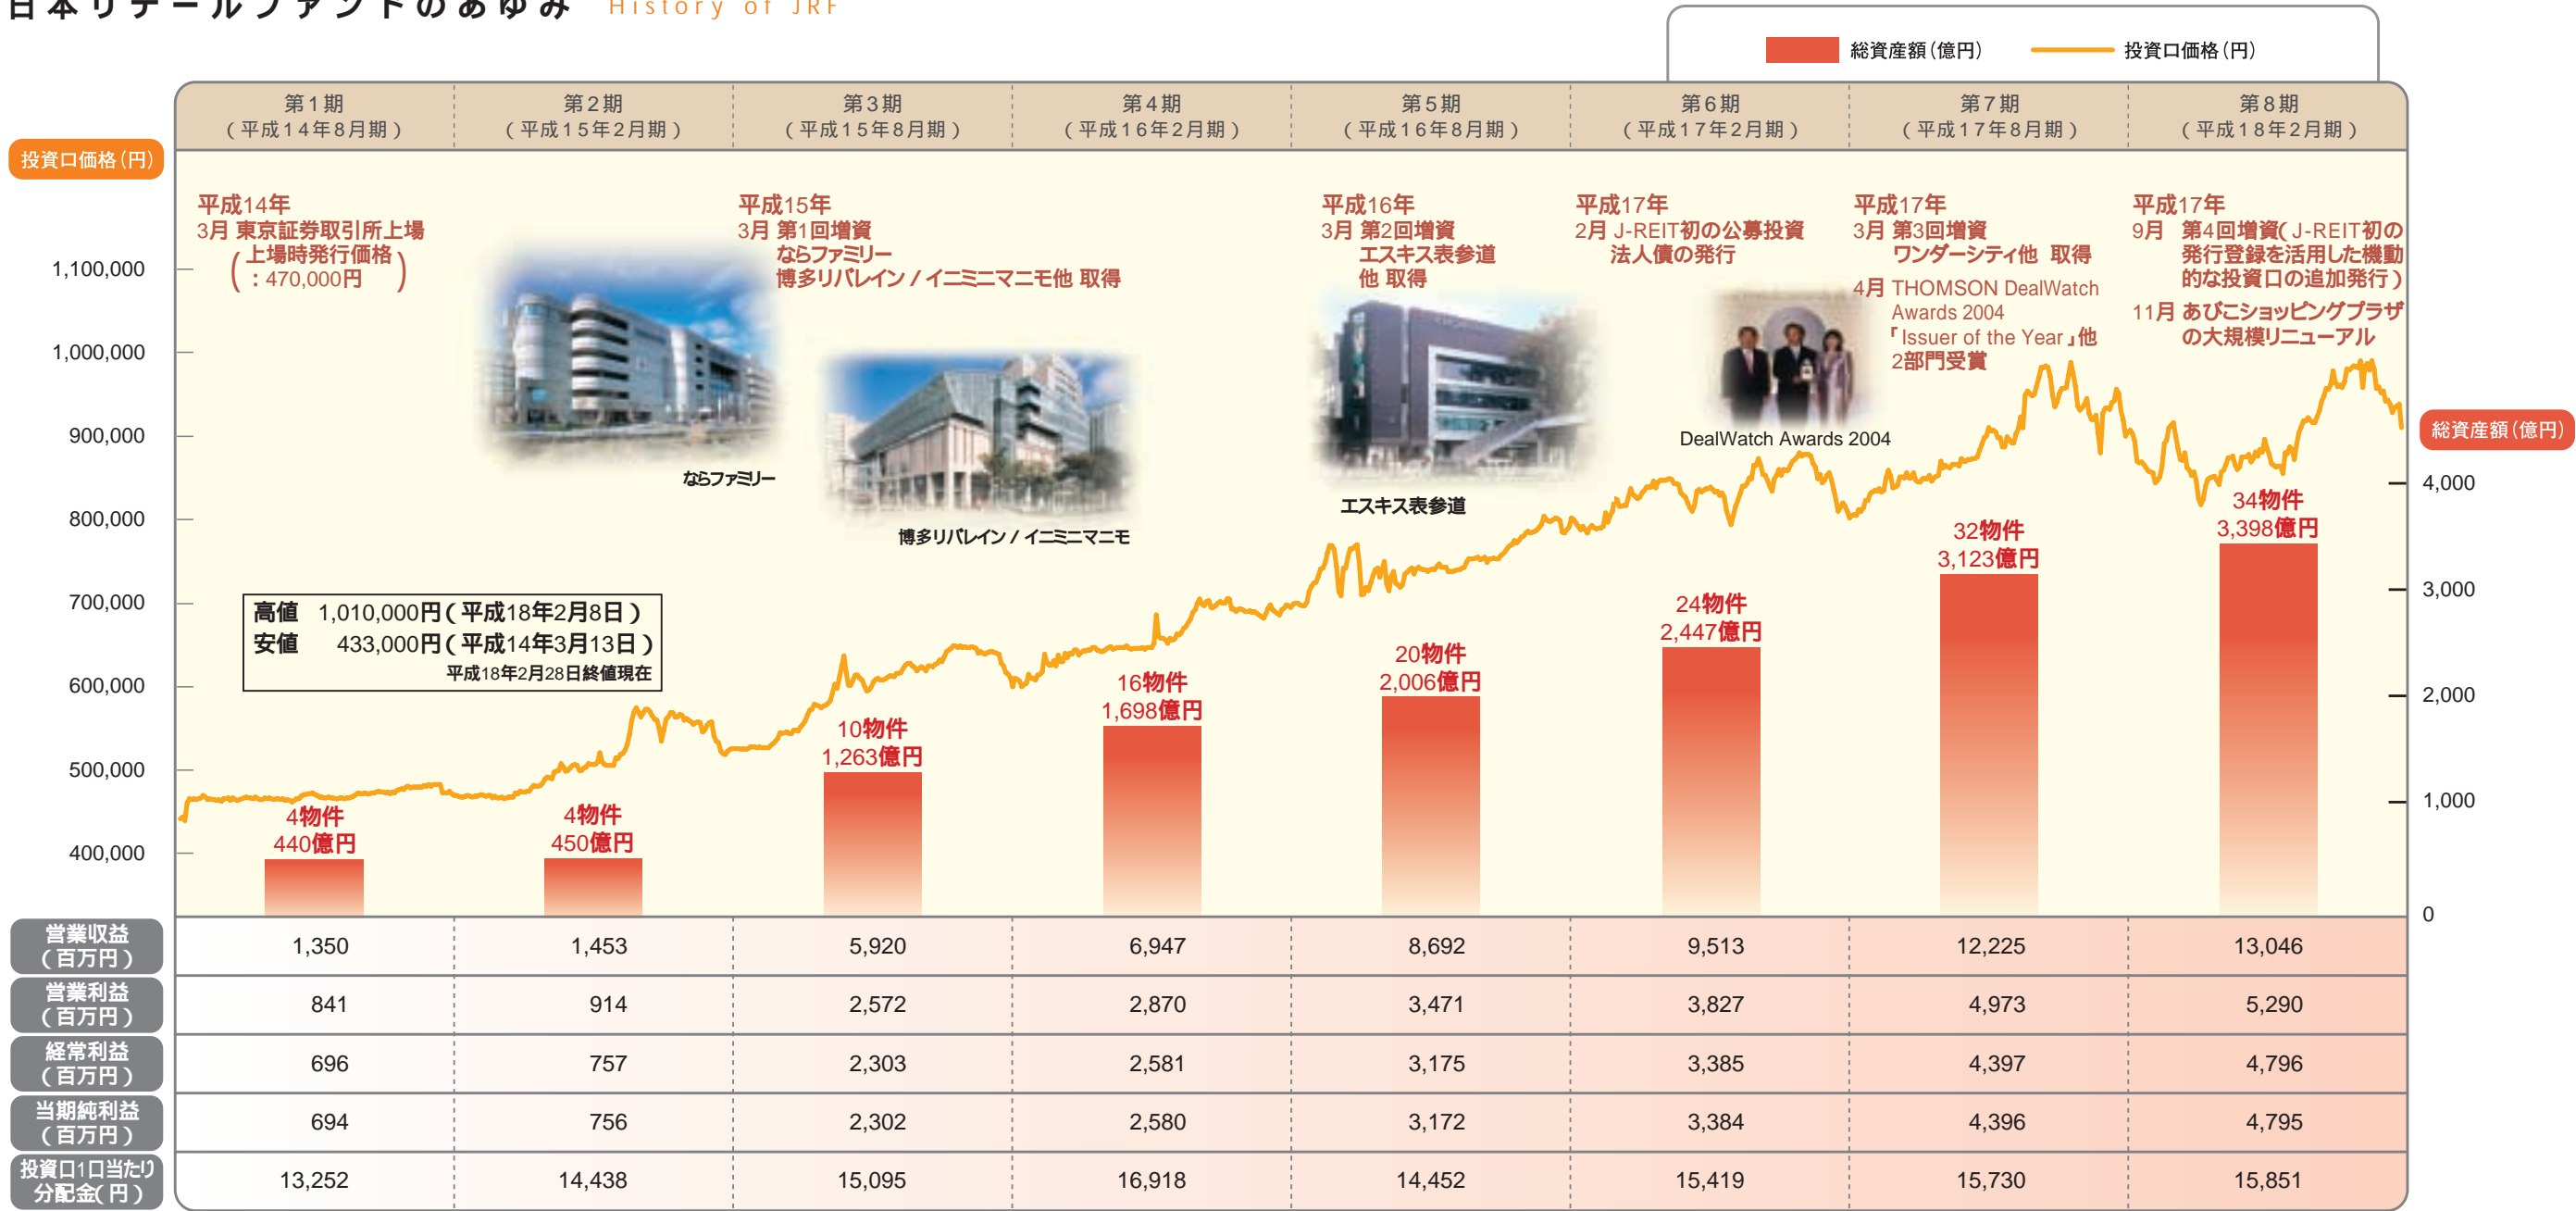 日本リテールファンドのあゆみ History of JRF
総資産額(億円) 投資口価格(円)
第1期 第2期 第3期 第4期 第5期 第6期 第7期 第8期
(平成14年8月期) (平成15年2月期) (平成15年8月期) (平成16年2月期) (平成16年8月期) (平成17年2月期) (平成17年8月期) (平成18年2月期)
投資口価格(円)
1,100,000
1,000,000
900,000
800,000
700,000
600,000
500,000
400,000
平成14年
3月 東京証券取引所上場
(上場時発行価格
:470,000円)
平成15年
3月 第1回増資
ならファミリー
博多リバレイン / イニミニマニモ他 取得
平成16年
3月 第2回増資
エスキス表参道
他 取得
平成17年
2月 J-REIT初の公募投資
法人債の発行
平成17年
3月 第3回増資
ワンダーシティ他 取得
4月 THOMSON DealWatch
Awards 2004
「Issuer of the Year」他
2部門受賞
平成17年
9月 第4回増資(J-REIT初の
発行登録を活用した機動
的な投資口の追加発行)
11月 あびこショッピングプラザ
の大規模リニューアル
ならファミリー
博多リバレイン / イニミニマニモ
エスキス表参道
DealWatch Awards 2004
高値 1,010,000円(平成18年2月8日)
安値 433,000円(平成14年3月13日)
平成18年2月28日終値現在
総資産額(億円)
4,000
3,000
2,000
1,000
0
4物件
440億円
4物件
450億円
10物件
1,263億円
16物件
1,698億円
20物件
2,006億円
24物件
2,447億円
32物件
3,123億円
34物件
3,398億円
営業収益
(百万円)
1,350 1,453 5,920 6,947 8,692 9,513 12,225 13,046
営業利益
(百万円)
841 914 2,572 2,870 3,471 3,827 4,973 5,290
経常利益
(百万円)
696 757 2,303 2,581 3,175 3,385 4,397 4,796
当期純利益
(百万円)
694 756 2,302 2,580 3,172 3,384 4,396 4,795
投資口1口当たり
分配金(円)
13,252 14,438 15,095 16,918 14,452 15,419 15,730 15,851